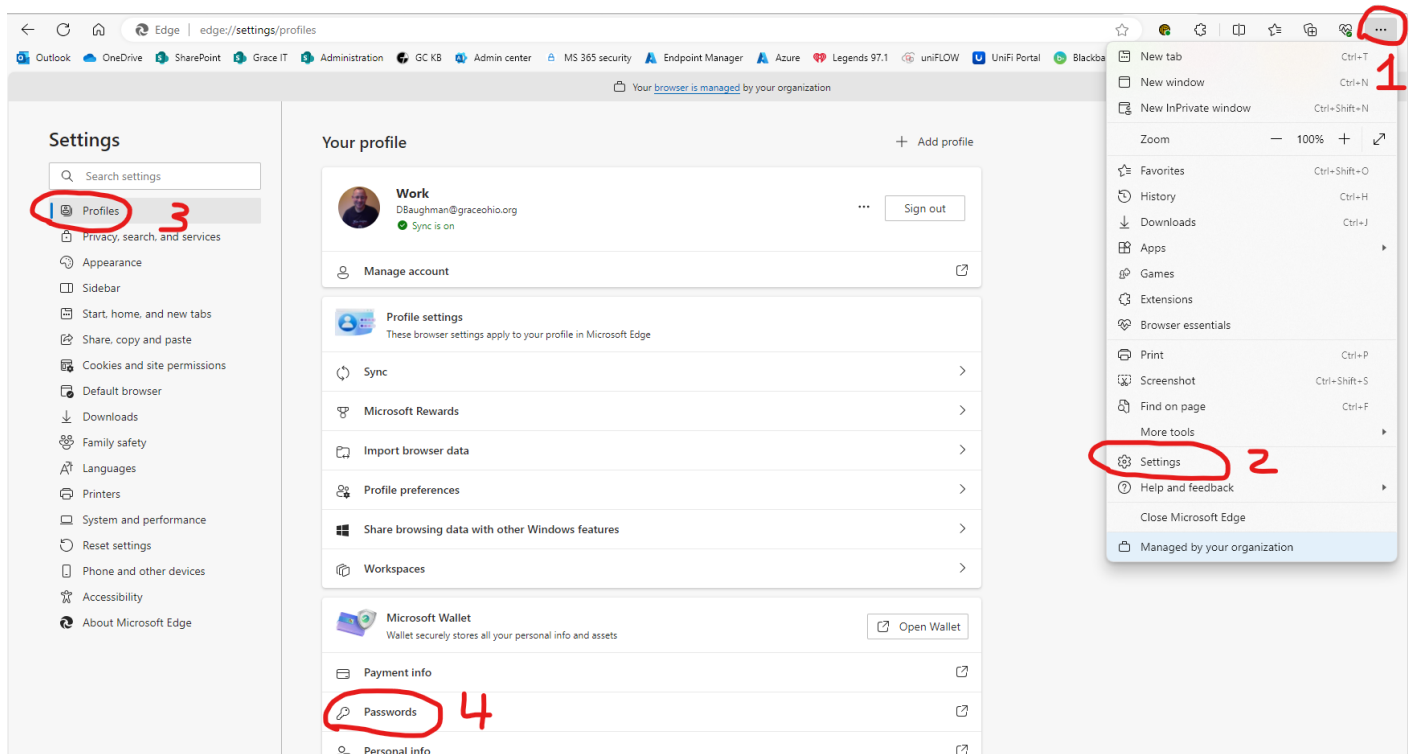 Edge edge://settings/profiles
Outlook OneDrive SharePoint Grace IT Administration GC KB Admin center MS 365 security Endpoint Manager Azure Legends 97.1 uniFLOW UniFi Portal Blackba
Your browser is managed by your organization
Settings
Search settings
Profiles
3
Privacy, search, and services
Appearance
Sidebar
Start, home, and new tabs
Share, copy and paste
Cookies and site permissions
Default browser
Downloads
Family safety
Languages
Printers
System and performance
Reset settings
Phone and other devices
Accessibility
About Microsoft Edge
Your profile
Add profile
Work
DBaughman@graceohio.org
Sync is on
Sign out
Manage account
Profile settings
These browser settings apply to your profile in Microsoft Edge
Sync
Microsoft Rewards
Import browser data
Profile preferences
Share browsing data with other Windows features
Workspaces
Microsoft Wallet
Wallet securely stores all your personal info and assets
Open Wallet
Payment info
Passwords
4
Personal info
1
New tab Ctrl+T
New window Ctrl+N
New InPrivate window Ctrl+Shift+N
Zoom 100%
Favorites Ctrl+Shift+O
History Ctrl+H
Downloads Ctrl+J
Apps
Games
Extensions
Browser essentials
Print Ctrl+P
Screenshot Ctrl+Shift+S
Find on page Ctrl+F
More tools
Settings
2
Help and feedback
Close Microsoft Edge
Managed by your organization